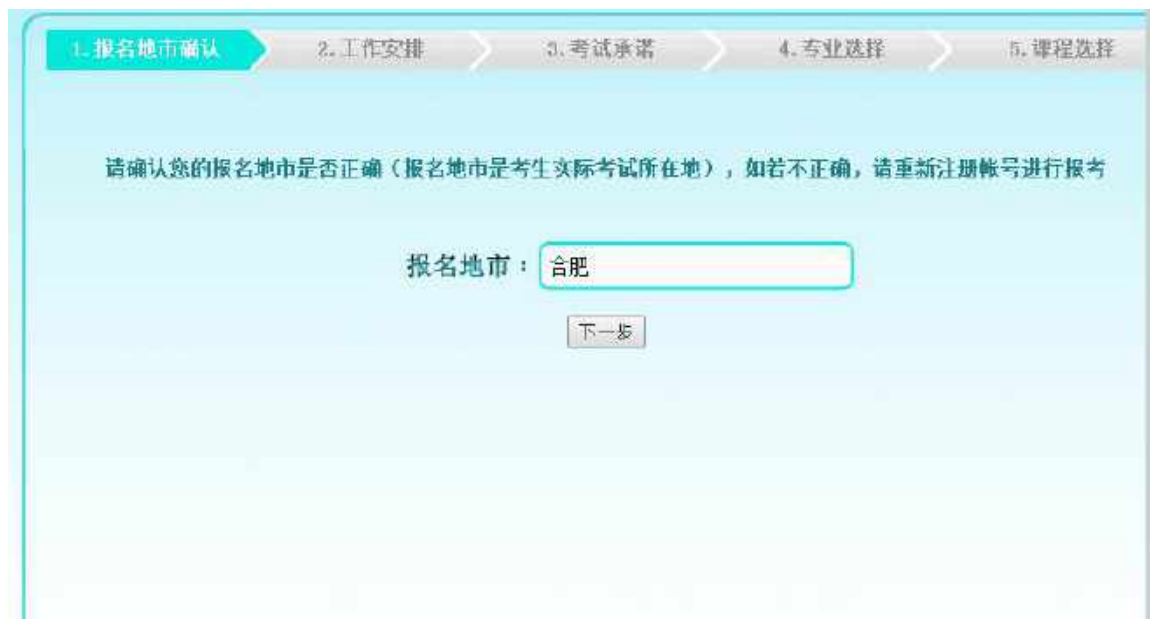 1.报名地市确认
2.工作安排
3.考试承诺
4.专业选择
5.课程选择
请确认您的报名地市是否正确（报名地市是考生实际考试所在地），如若不正确，请重新注册帐号进行报考
报名地市：合肥
下一步